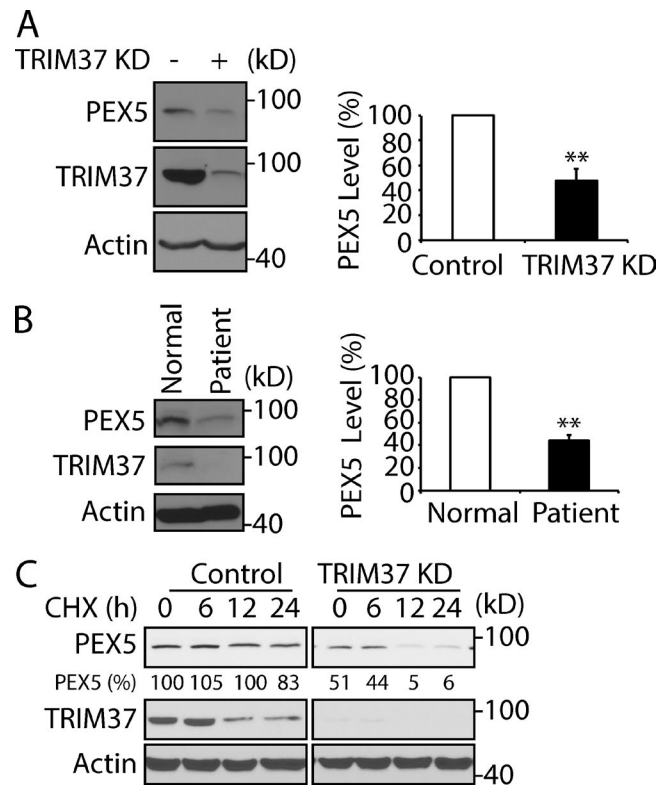 A
TRIM37 KD - + (kD)
PEX5
-100
TRIM37
-100
Actin
-40
PEX5 Level (%)
100
80
60
40
20
0
**
Control TRIM37 KD
B
Normal Patient (kD)
PEX5
-100
TRIM37
-100
Actin
-40
PEX5 Level (%)
100
80
60
40
20
0
**
Normal Patient
C
Control TRIM37 KD
CHX (h) 0 6 12 24 0 6 12 24 (kD)
PEX5
-100
PEX5 (%) 100 105 100 83 51 44 5 6
TRIM37
-100
Actin
-40